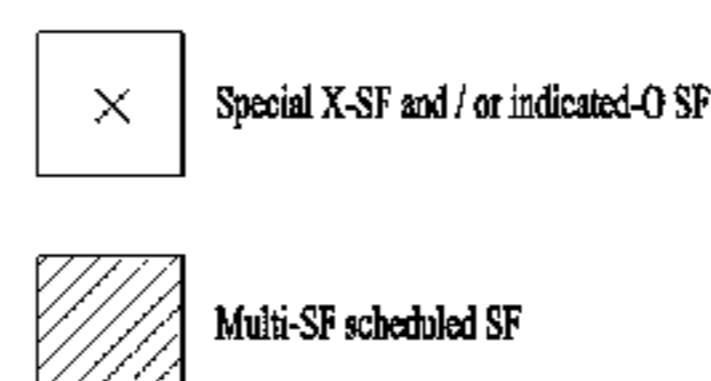 X Special X-SF and / or indicated-O SF
Multi-SF scheduled SF